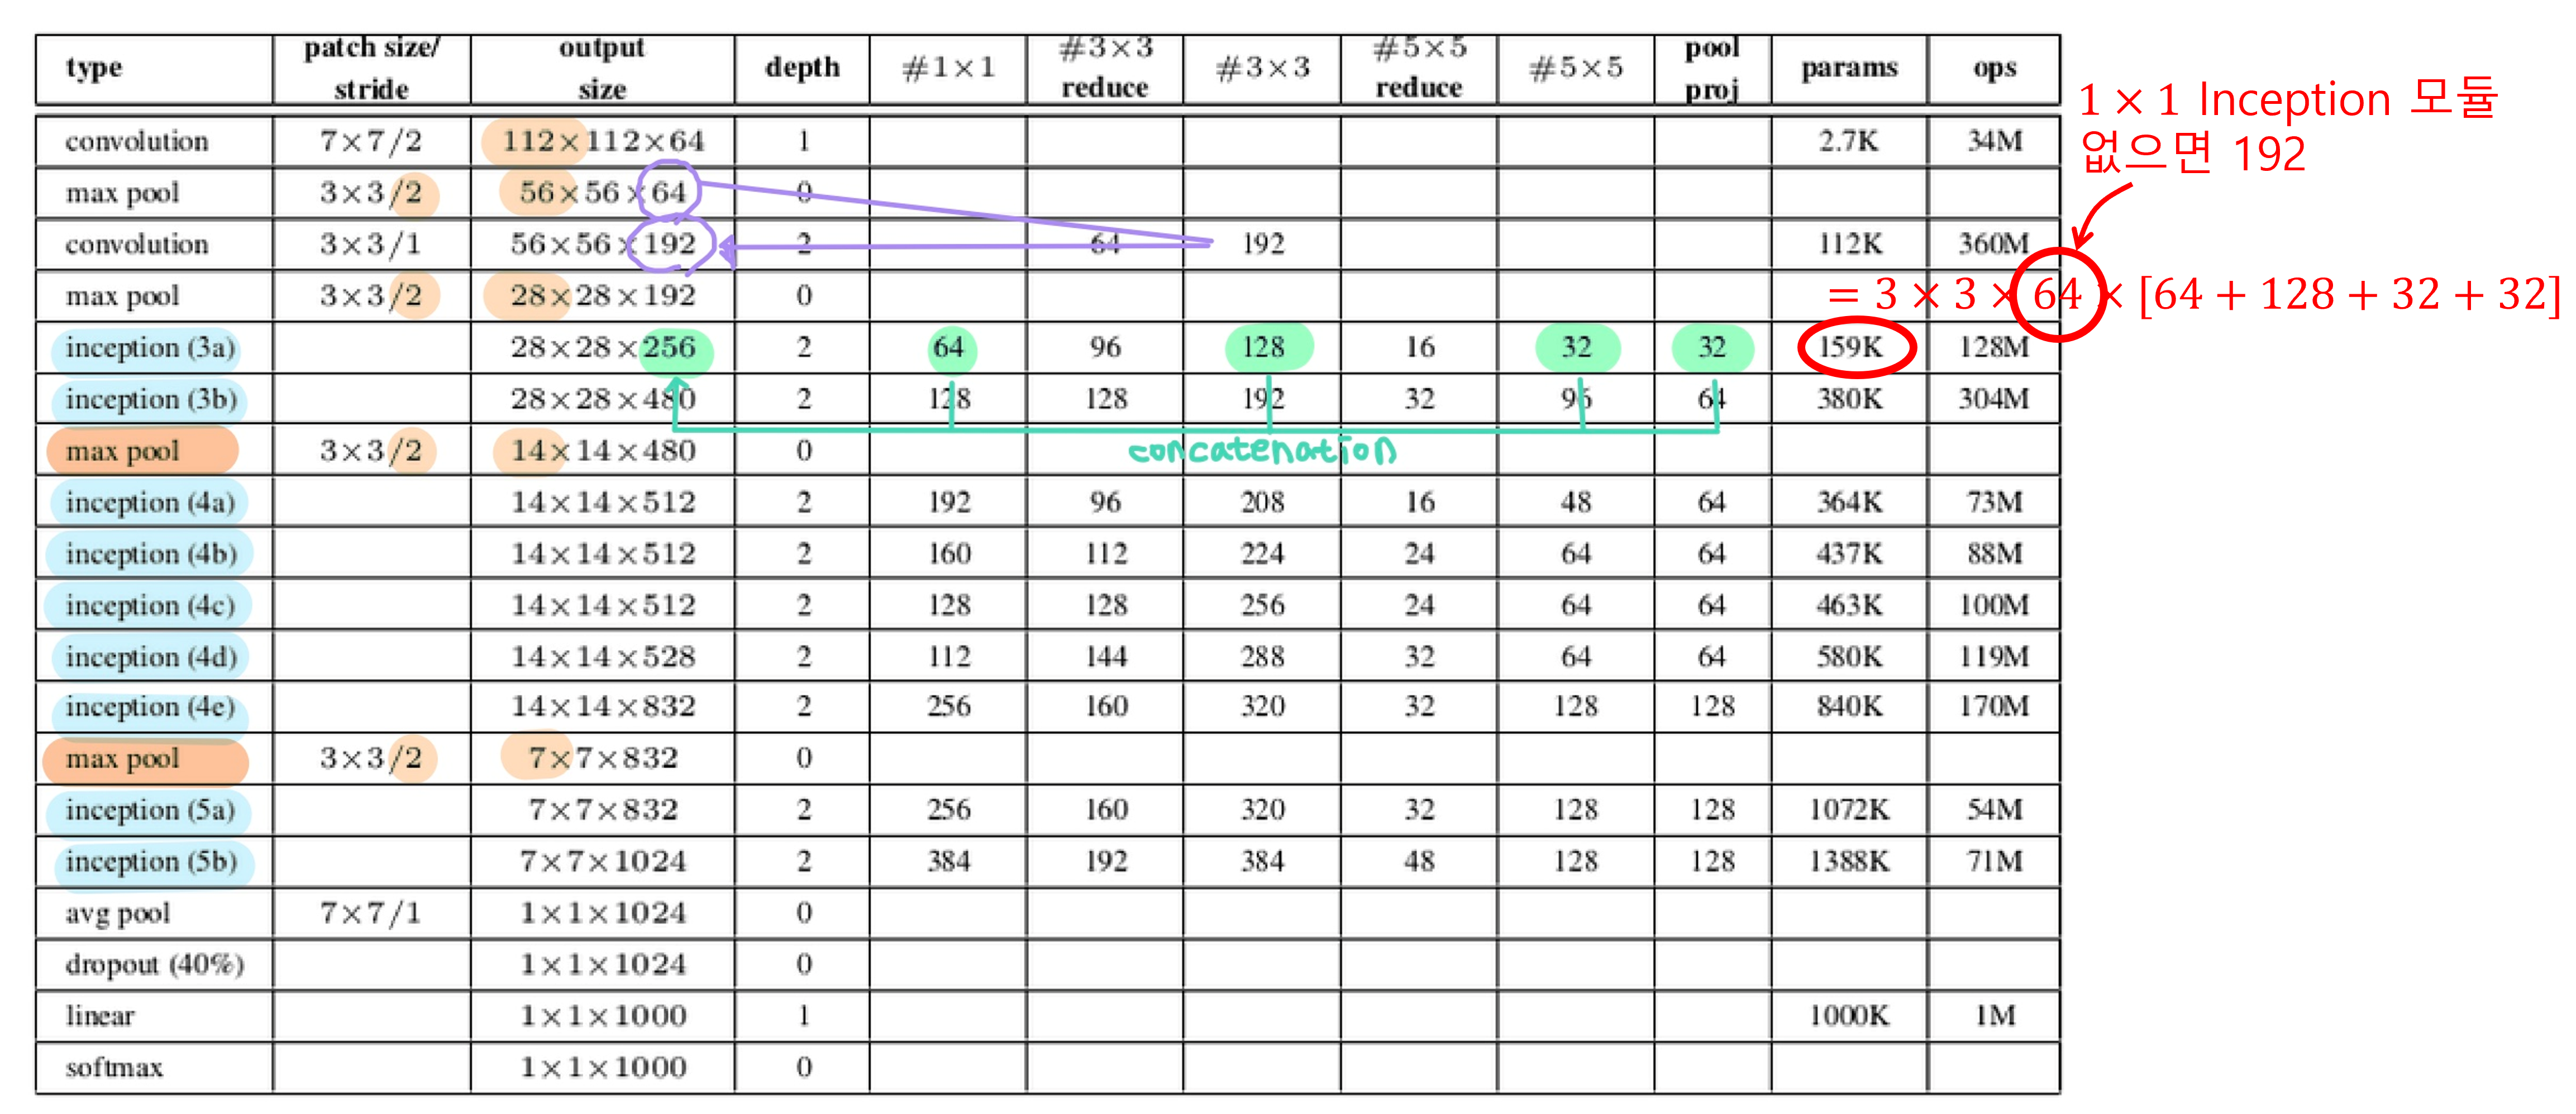 type patch size/ stride output size depth #1×1 #3×3 reduce #3×3 #5×5 reduce #5×5 pool proj params ops
convolution 7×7/2 112×112×64 1 2.7K 34M
max pool 3×3/2 56×56×64 0
convolution 3×3/1 56×56×192 2 64 192 112K 360M
max pool 3×3/2 28×28×192 0
inception (3a) 28×28×256 2 64 96 128 16 32 32 159K 128M
inception (3b) 28×28×480 2 128 128 192 32 96 64 380K 304M
max pool 3×3/2 14×14×480 0
concatenation
inception (4a) 14×14×512 2 192 96 208 16 48 64 364K 73M
inception (4b) 14×14×512 2 160 112 224 24 64 64 437K 88M
inception (4c) 14×14×512 2 128 128 256 24 64 64 463K 100M
inception (4d) 14×14×528 2 112 144 288 32 64 64 580K 119M
inception (4e) 14×14×832 2 256 160 320 32 128 128 840K 170M
max pool 3×3/2 7×7×832 0
inception (5a) 7×7×832 2 256 160 320 32 128 128 1072K 54M
inception (5b) 7×7×1024 2 384 192 384 48 128 128 1388K 71M
avg pool 7×7/1 1×1×1024 0
dropout (40%) 1×1×1024 0
linear 1×1×1000 1 1000K 1M
softmax 1×1×1000 0
1 × 1 Inception 모듈
없으면 192
= 3 × 3 × 64 × [64 + 128 + 32 + 32]